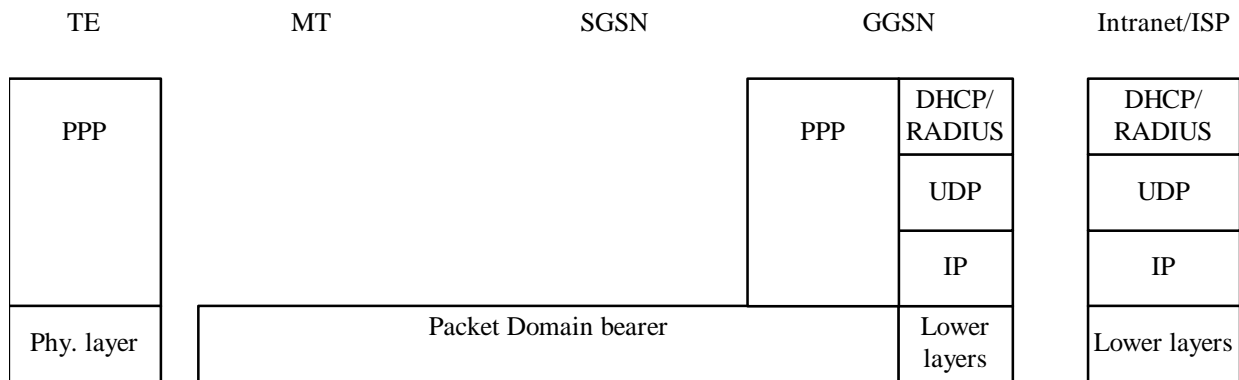 TE MT SGSN GGSN Intranet/ISP
PPP PPP DHCP/ DHCP/
RADIUS RADIUS
UDP UDP
IP IP
Phy. layer Packet Domain bearer Lower Lower layers
layers